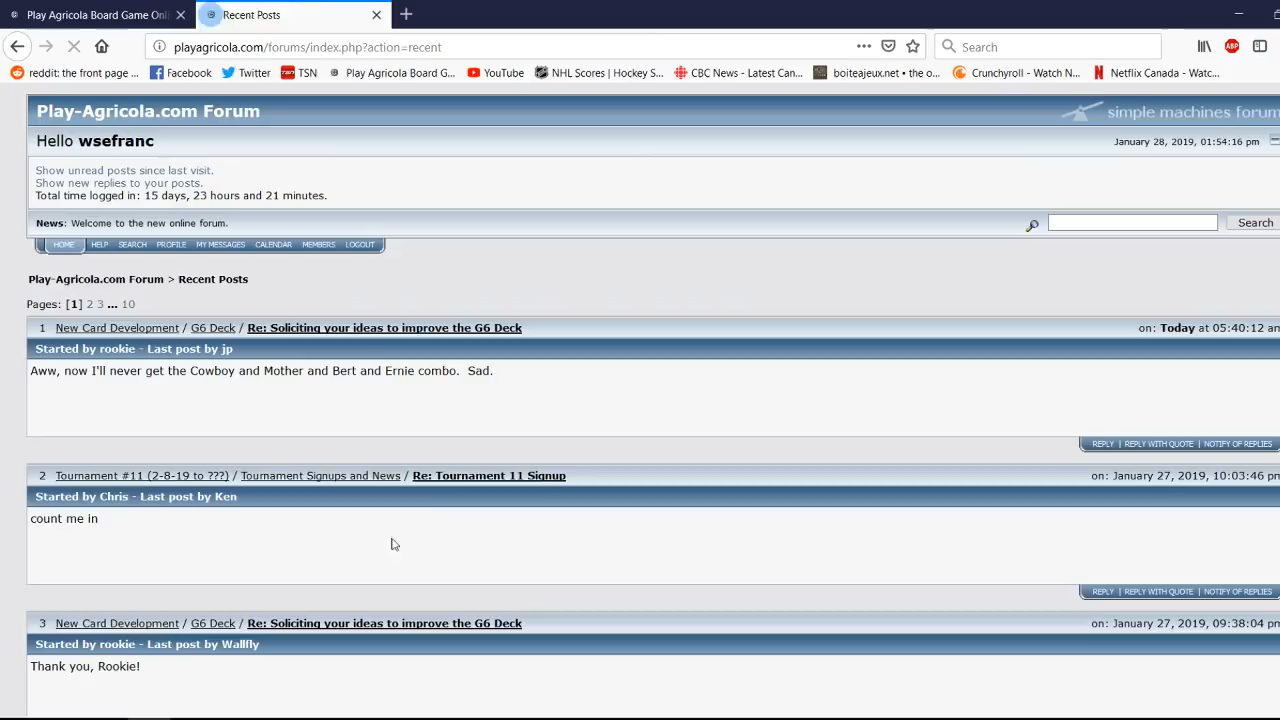 Play Agricola Board Game Onli
Recent Posts
playagricola.com/forums/index.php?action=recent
Search
ABP
reddit: the front page ...
Facebook
Twitter
TSN
Play Agricola Board G...
YouTube
NHL Scores | Hockey S...
CBC News - Latest Can...
boiteajeux.net • the o...
Crunchyroll - Watch N...
Netflix Canada - Watc...
Play-Agricola.com Forum
simple machines forum
Hello wsefranc
January 28, 2019, 01:54:16 pm
Show unread posts since last visit.
Show new replies to your posts.
Total time logged in: 15 days, 23 hours and 21 minutes.
News: Welcome to the new online forum.
Search
HOME HELP SEARCH PROFILE MY MESSAGES CALENDAR MEMBERS LOGOUT
Play-Agricola.com Forum > Recent Posts
Pages: [1] 2 3 ... 10
1 New Card Development / G6 Deck / Re: Soliciting your ideas to improve the G6 Deck
on: Today at 05:40:12 am
Started by rookie - Last post by jp
Aww, now I'll never get the Cowboy and Mother and Bert and Ernie combo. Sad.
REPLY | REPLY WITH QUOTE | NOTIFY OF REPLIES
2 Tournament #11 (2-8-19 to ???) / Tournament Signups and News / Re: Tournament 11 Signup
on: January 27, 2019, 10:03:46 pm
Started by Chris - Last post by Ken
count me in
REPLY | REPLY WITH QUOTE | NOTIFY OF REPLIES
3 New Card Development / G6 Deck / Re: Soliciting your ideas to improve the G6 Deck
on: January 27, 2019, 09:38:04 pm
Started by rookie - Last post by Wallfly
Thank you, Rookie!